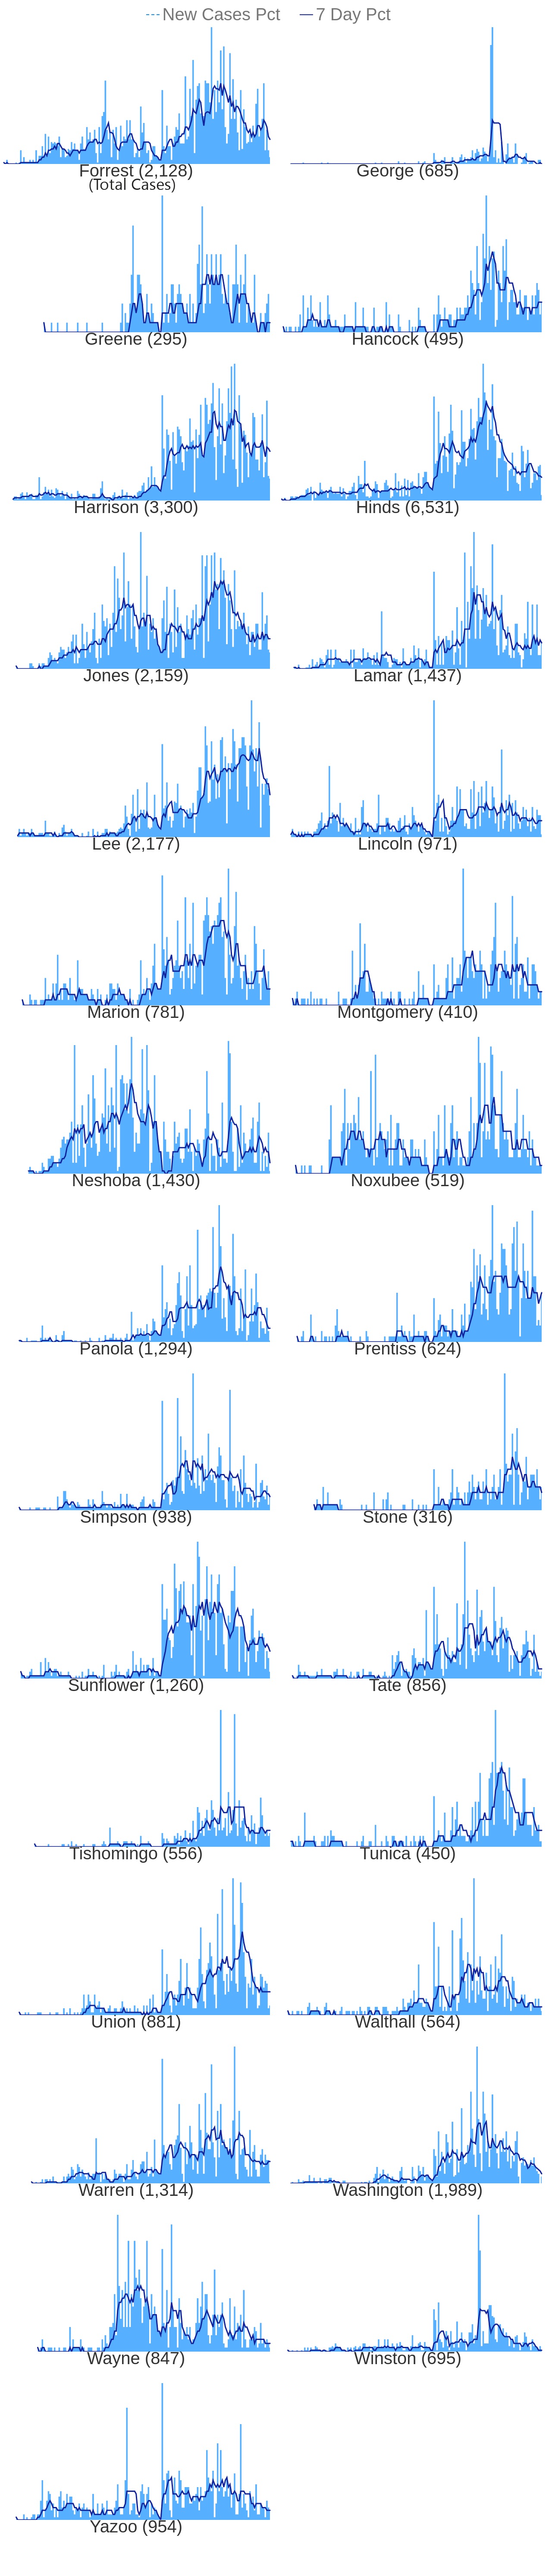 New Cases Pct 7 Day Pct
Forrest (2,128) George (685)
(Total Cases)
Greene (295) Hancock (495)
Harrison (3,300) Hinds (6,531)
Jones (2,159) Lamar (1,437)
Lee (2,177) Lincoln (971)
Marion (781) Montgomery (410)
Neshoba (1,430) Noxubee (519)
Panola (1,294) Prentiss (624)
Simpson (938) Stone (316)
Sunflower (1,260) Tate (856)
Tishomingo (556) Tunica (450)
Union (881) Walthall (564)
Warren (1,314) Washington (1,989)
Wayne (847) Winston (695)
Yazoo (954)